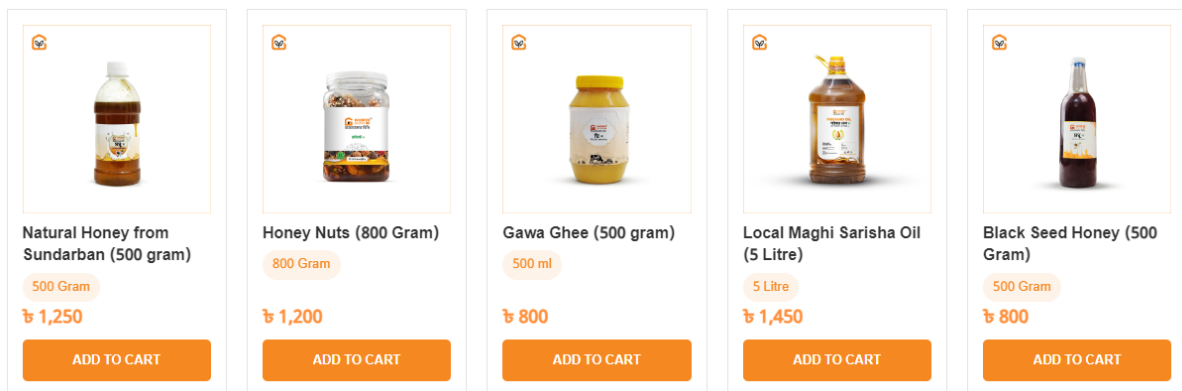 Natural Honey from
Sundarban (500 gram)
500 Gram
৳ 1,250
ADD TO CART
Honey Nuts (800 Gram)
800 Gram
৳ 1,200
ADD TO CART
Gawa Ghee (500 gram)
500 ml
৳ 800
ADD TO CART
Local Maghi Sarisha Oil
(5 Litre)
5 Litre
৳ 1,450
ADD TO CART
Black Seed Honey (500
Gram)
500 Gram
৳ 800
ADD TO CART